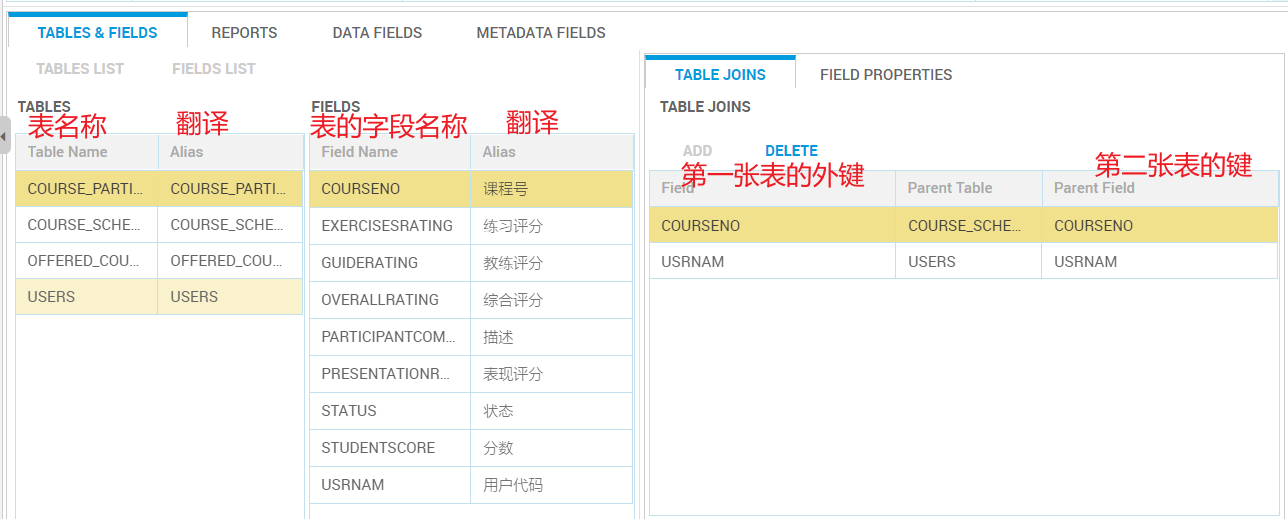 TABLES & FIELDS REPORTS DATA FIELDS METADATA FIELDS
TABLES LIST FIELDS LIST
TABLES
表名称 翻译
Table Name Alias
COURSE_PARTI... COURSE_PARTI...
COURSE_SCHE... COURSE_SCHE...
OFFERED_COU... OFFERED_COU...
USERS USERS
FIELDS
表的字段名称 翻译
Field Name Alias
COURSENO 课程号
EXERCISESRATING 练习评分
GUIDERATING 教练评分
OVERALLRATING 综合评分
PARTICIPANTCOM... 描述
PRESENTATIONR... 表现评分
STATUS 状态
STUDENTSCORE 分数
USRNAM 用户代码
TABLE JOINS FIELD PROPERTIES
TABLE JOINS
ADD DELETE
第一张表的外键 第二张表的键
Field Parent Table Parent Field
COURSENO COURSE_SCHE... COURSENO
USRNAM USERS USRNAM